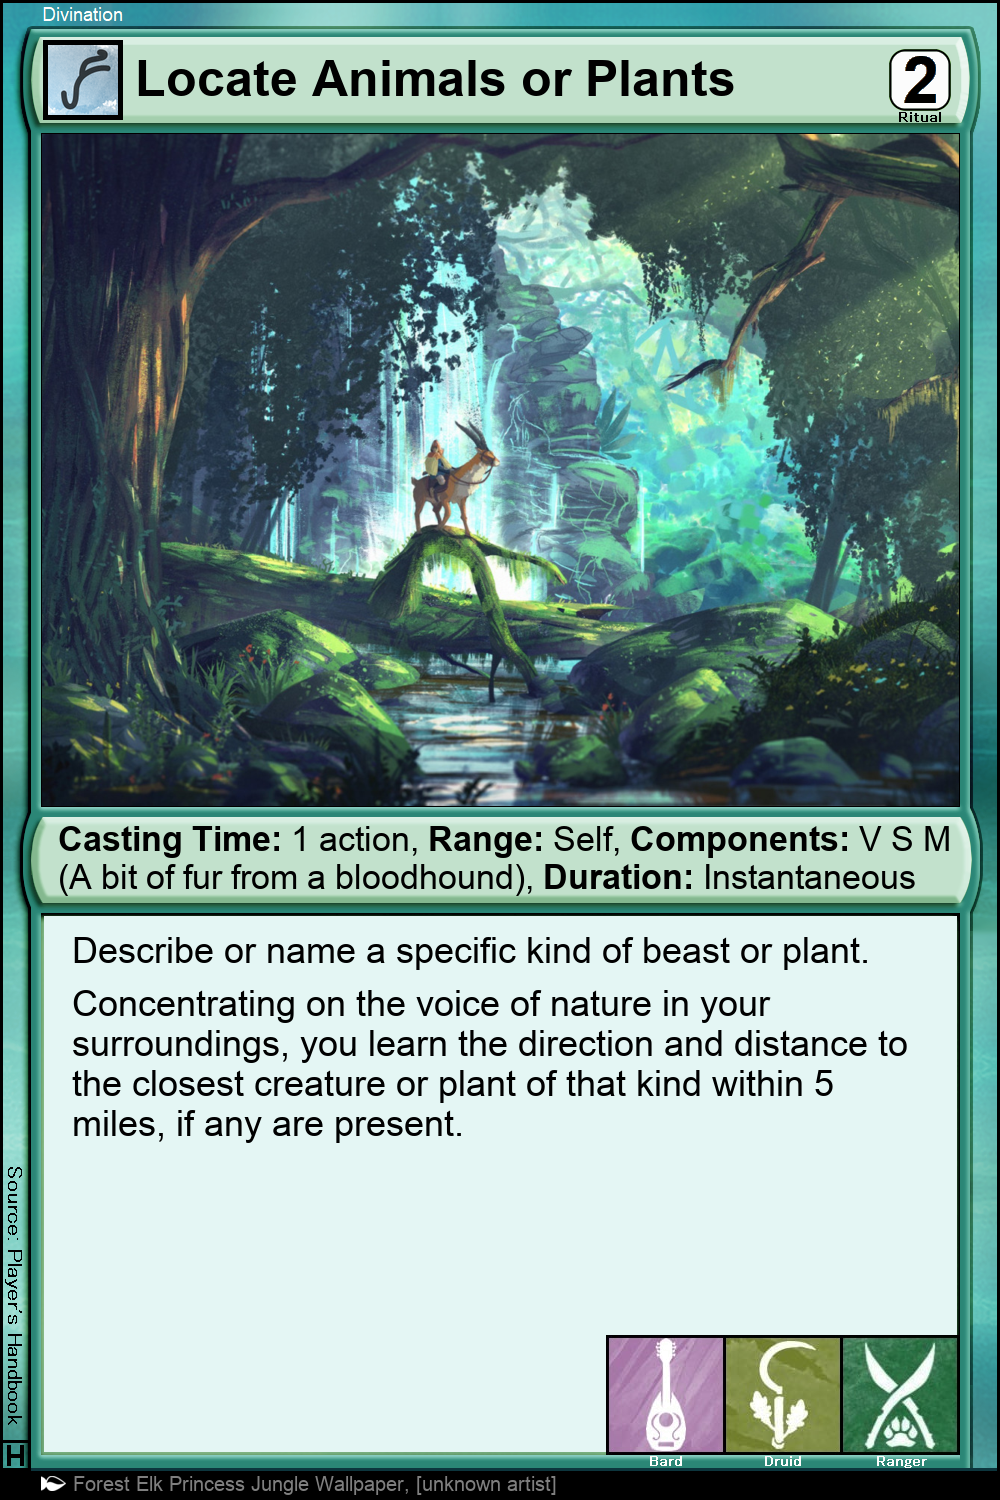 Divination
Locate Animals or Plants
2
Ritual
Casting Time: 1 action, Range: Self, Components: V S M
(A bit of fur from a bloodhound), Duration: Instantaneous
Describe or name a specific kind of beast or plant.
Concentrating on the voice of nature in your
surroundings, you learn the direction and distance to
the closest creature or plant of that kind within 5
miles, if any are present.
Source: Player's Handbook
H
Bard
Druid
Ranger
Forest Elk Princess Jungle Wallpaper, [unknown artist]